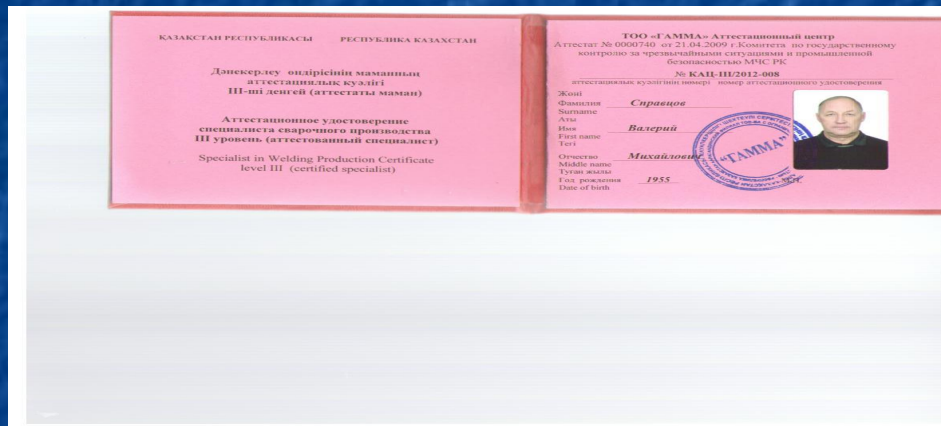 ҚАЗАҚСТАН РЕСПУБЛИКАСЫ РЕСПУБЛИКА КАЗАХСТАН
Дәнекерлеу өндірісінің маманның
аттестациялық куәлігі
III-ші деңгей (аттестаты маман)
Аттестационное удостоверение
специалиста сварочного производства
III уровень (аттестованный специалист)
Specialist in Welding Production Certificate
level III (certified specialist)
ТОО «ГАММА» Аттестационный центр
Аттестат № 0000740 от 21.04.2009 г.Комитета по государственному
контролю за чрезвычайными ситуациями и промышленной
безопасностью МЧС РК
№ КАЦ-III/2012-008
аттестациялық куәлігінің нөмері номер аттестационного удостоверения
Жөні
Фамилия Справцов
Surname
Аты
Имя Валерий
First name
Тегі
Отчество Михайлович
Middle name
Туған жылы
Год рождения 1955
Date of birth
"ГАММА"